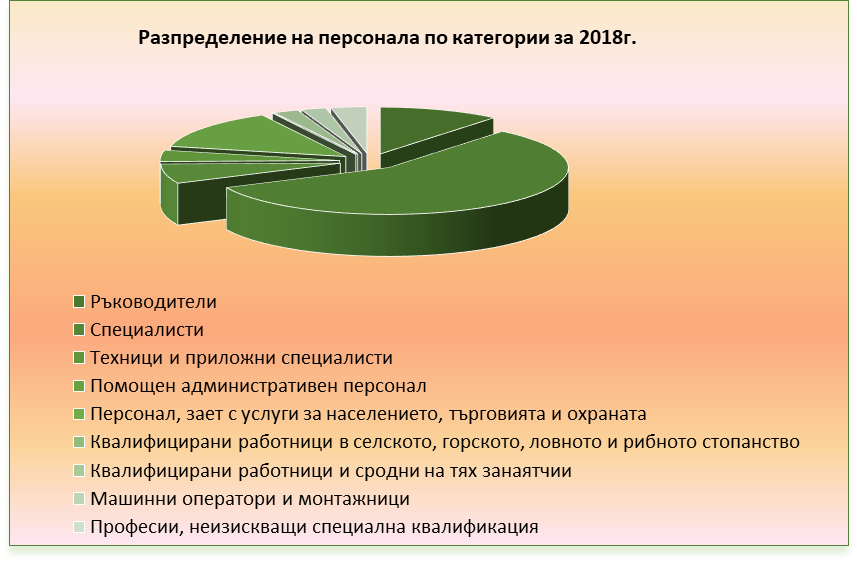 Разпределение на персонала по категории за 2018г.
Ръководители
Специалисти
Техници и приложни специалисти
Помощен административен персонал
Персонал, зает с услуги за населението, търговията и охраната
Квалифицирани работници в селското, горското, ловното и рибното стопанство
Квалифицирани работници и сродни на тях занаятчии
Машинни оператори и монтажници
Професии, неизискващи специална квалификация